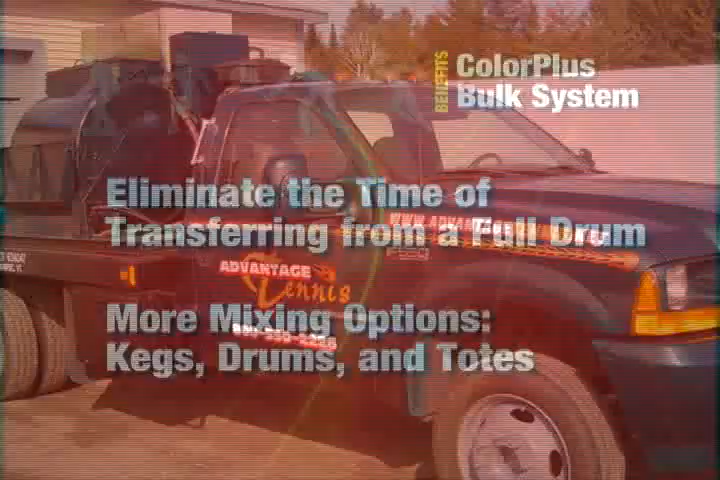 BENEFITS
ColorPlus
Bulk System
Eliminate the Time of
Transferring from a Full Drum
ADVANTAGE
Tennis
More Mixing Options:
Kegs, Drums, and Totes